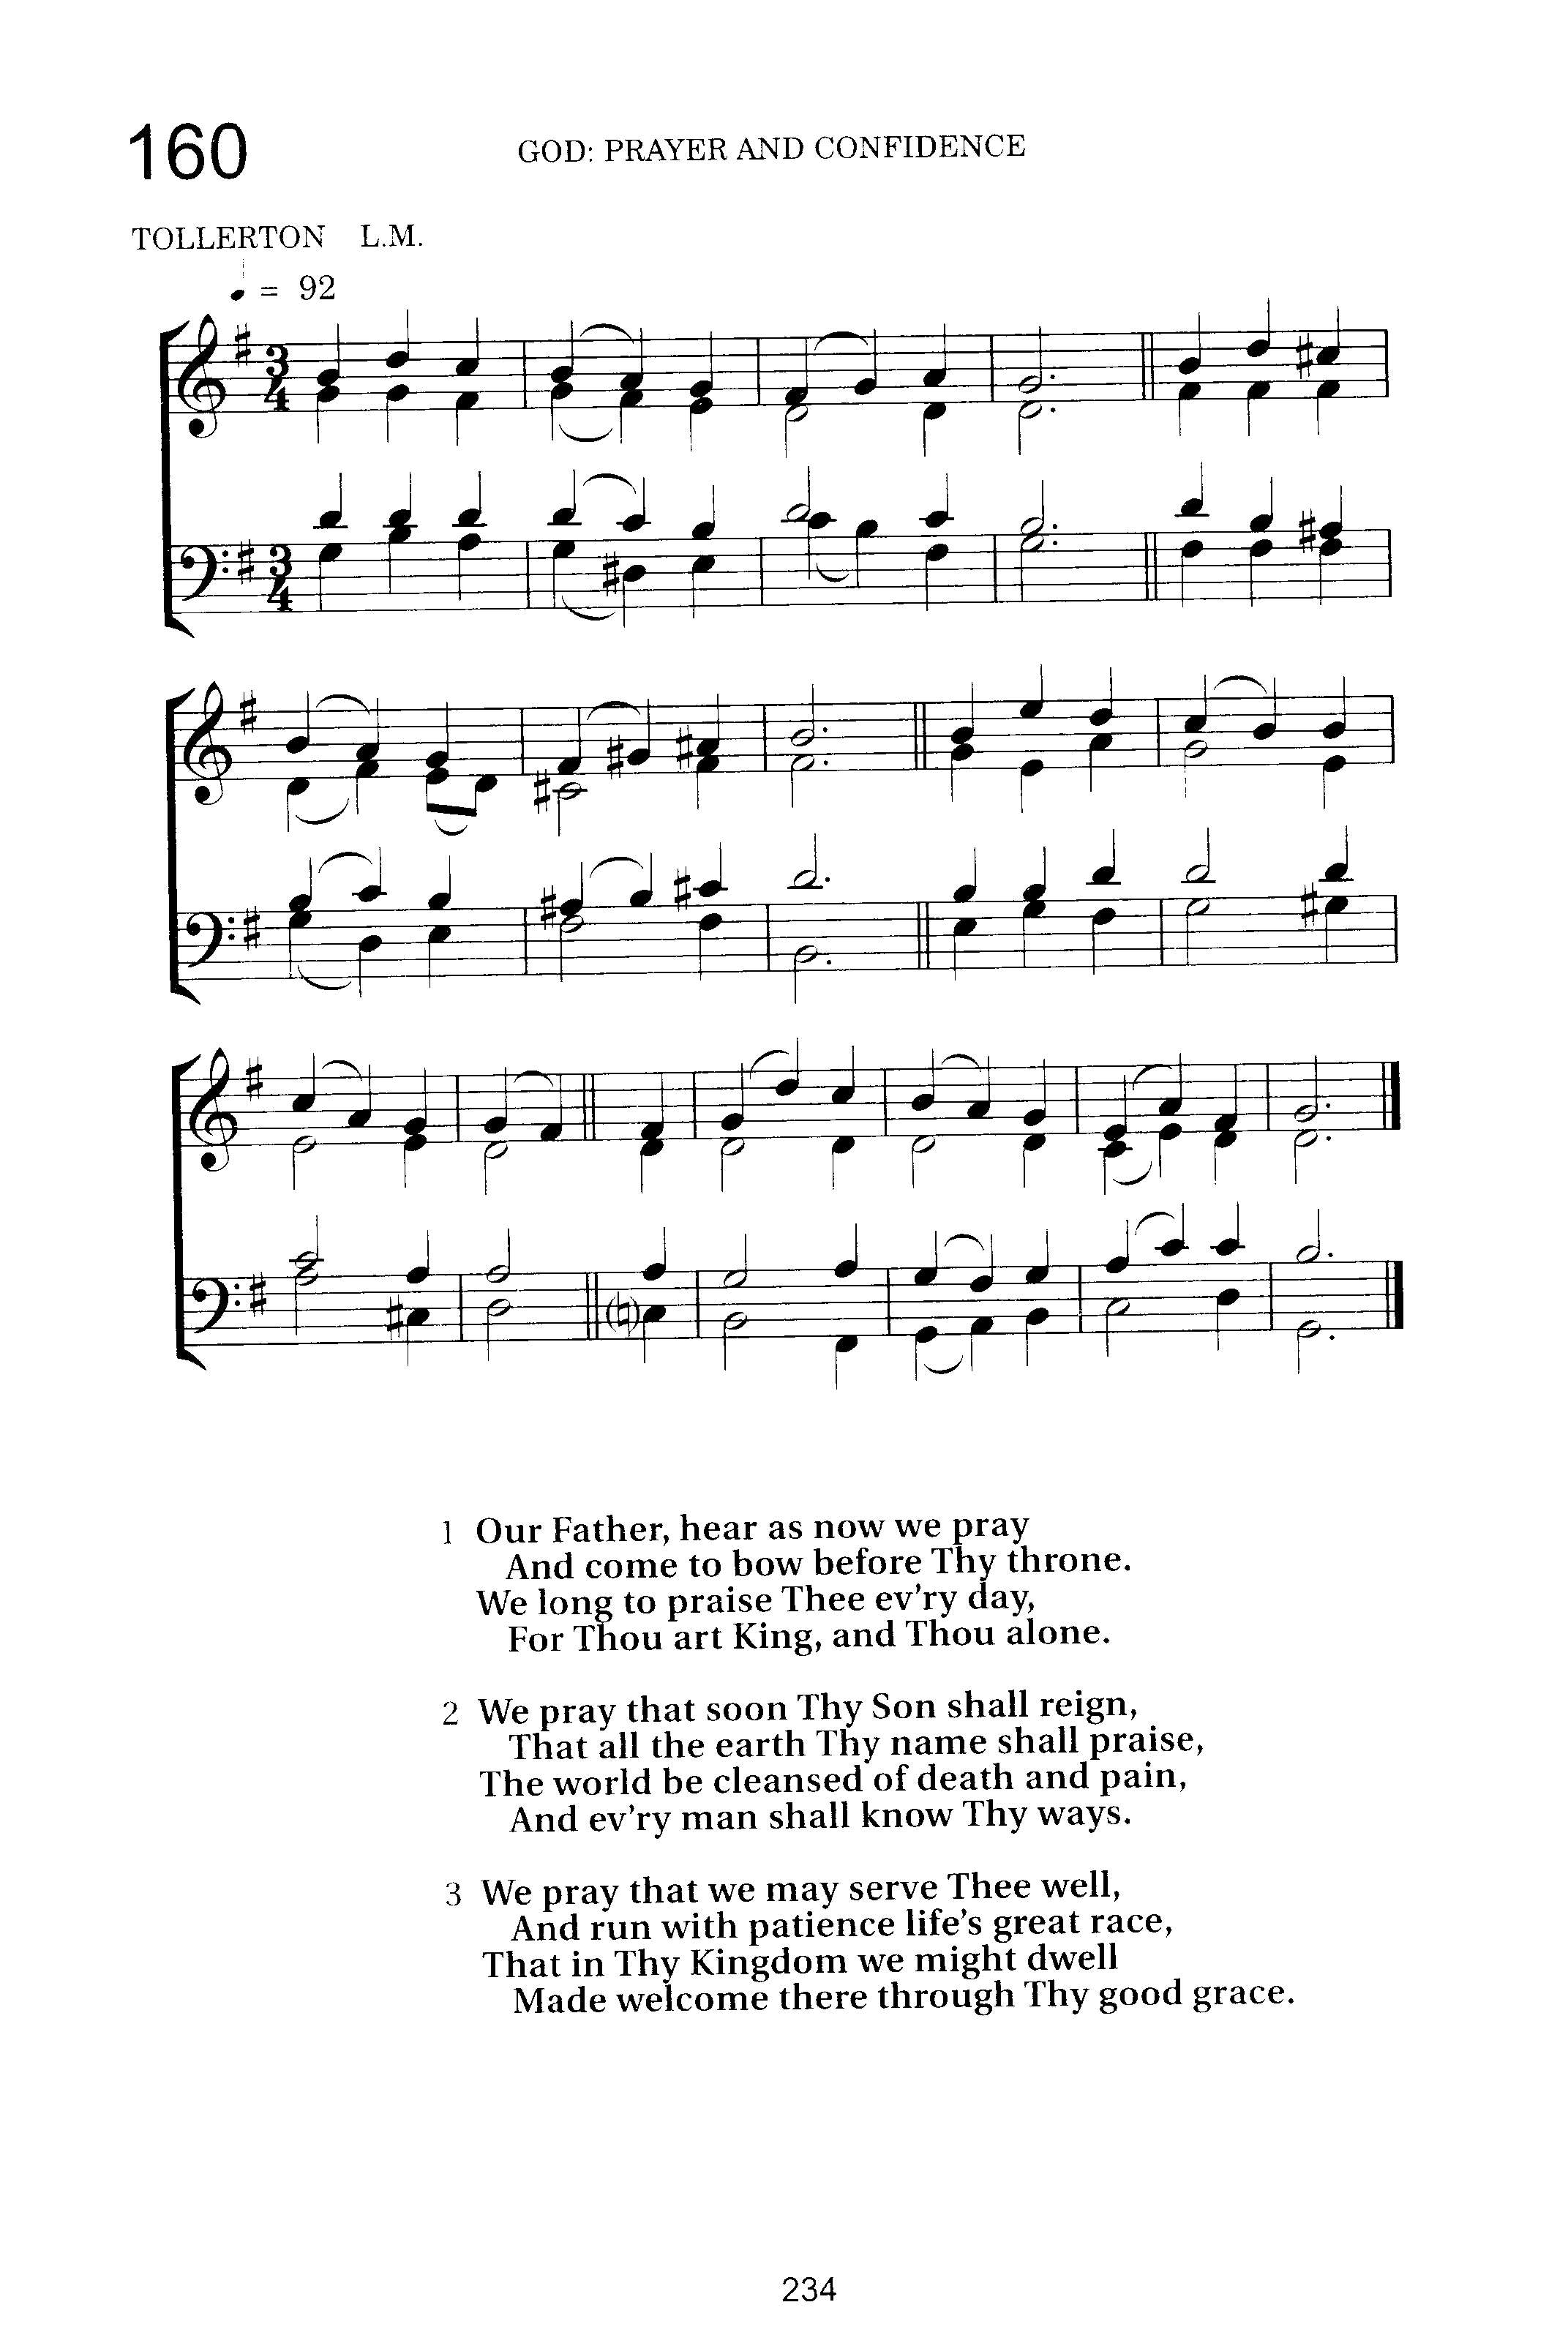 160
GOD: PRAYER AND CONFIDENCE
TOLLERTON L.M.
♩ = 92
1 Our Father, hear as now we pray
And come to bow before Thy throne.
We long to praise Thee ev'ry day,
For Thou art King, and Thou alone.
2 We pray that soon Thy Son shall reign,
That all the earth Thy name shall praise,
The world be cleansed of death and pain,
And ev'ry man shall know Thy ways.
3 We pray that we may serve Thee well,
And run with patience life's great race,
That in Thy Kingdom we might dwell
Made welcome there through Thy good grace.
234